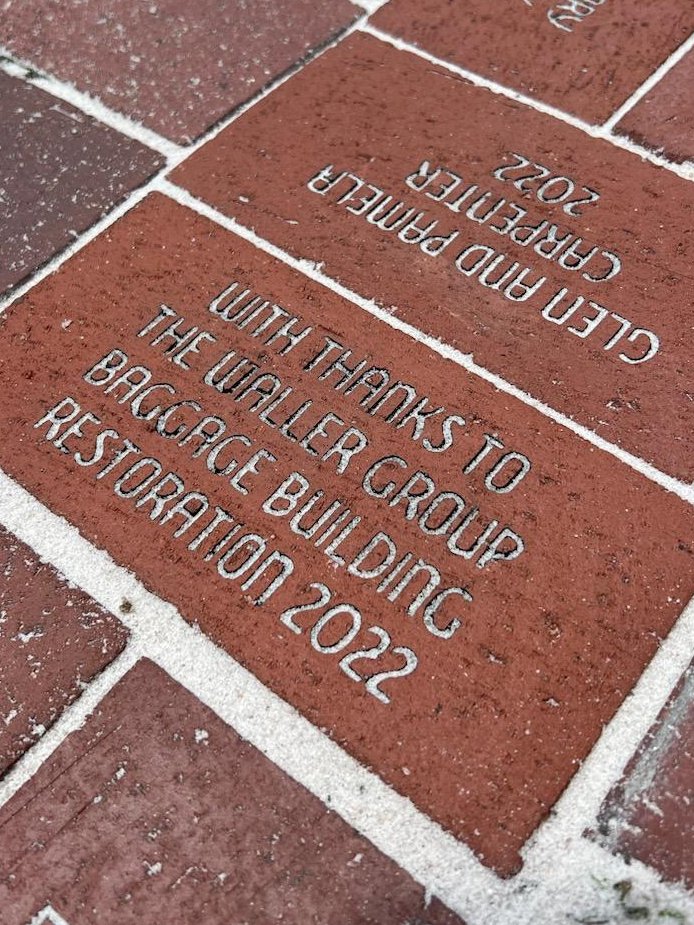 WITH THANKS TO
THE WALLER GROUP
BAGGAGE BUILDING
RESTORATION 2022
GLEN AND PAMELA
CARPENTER
2022